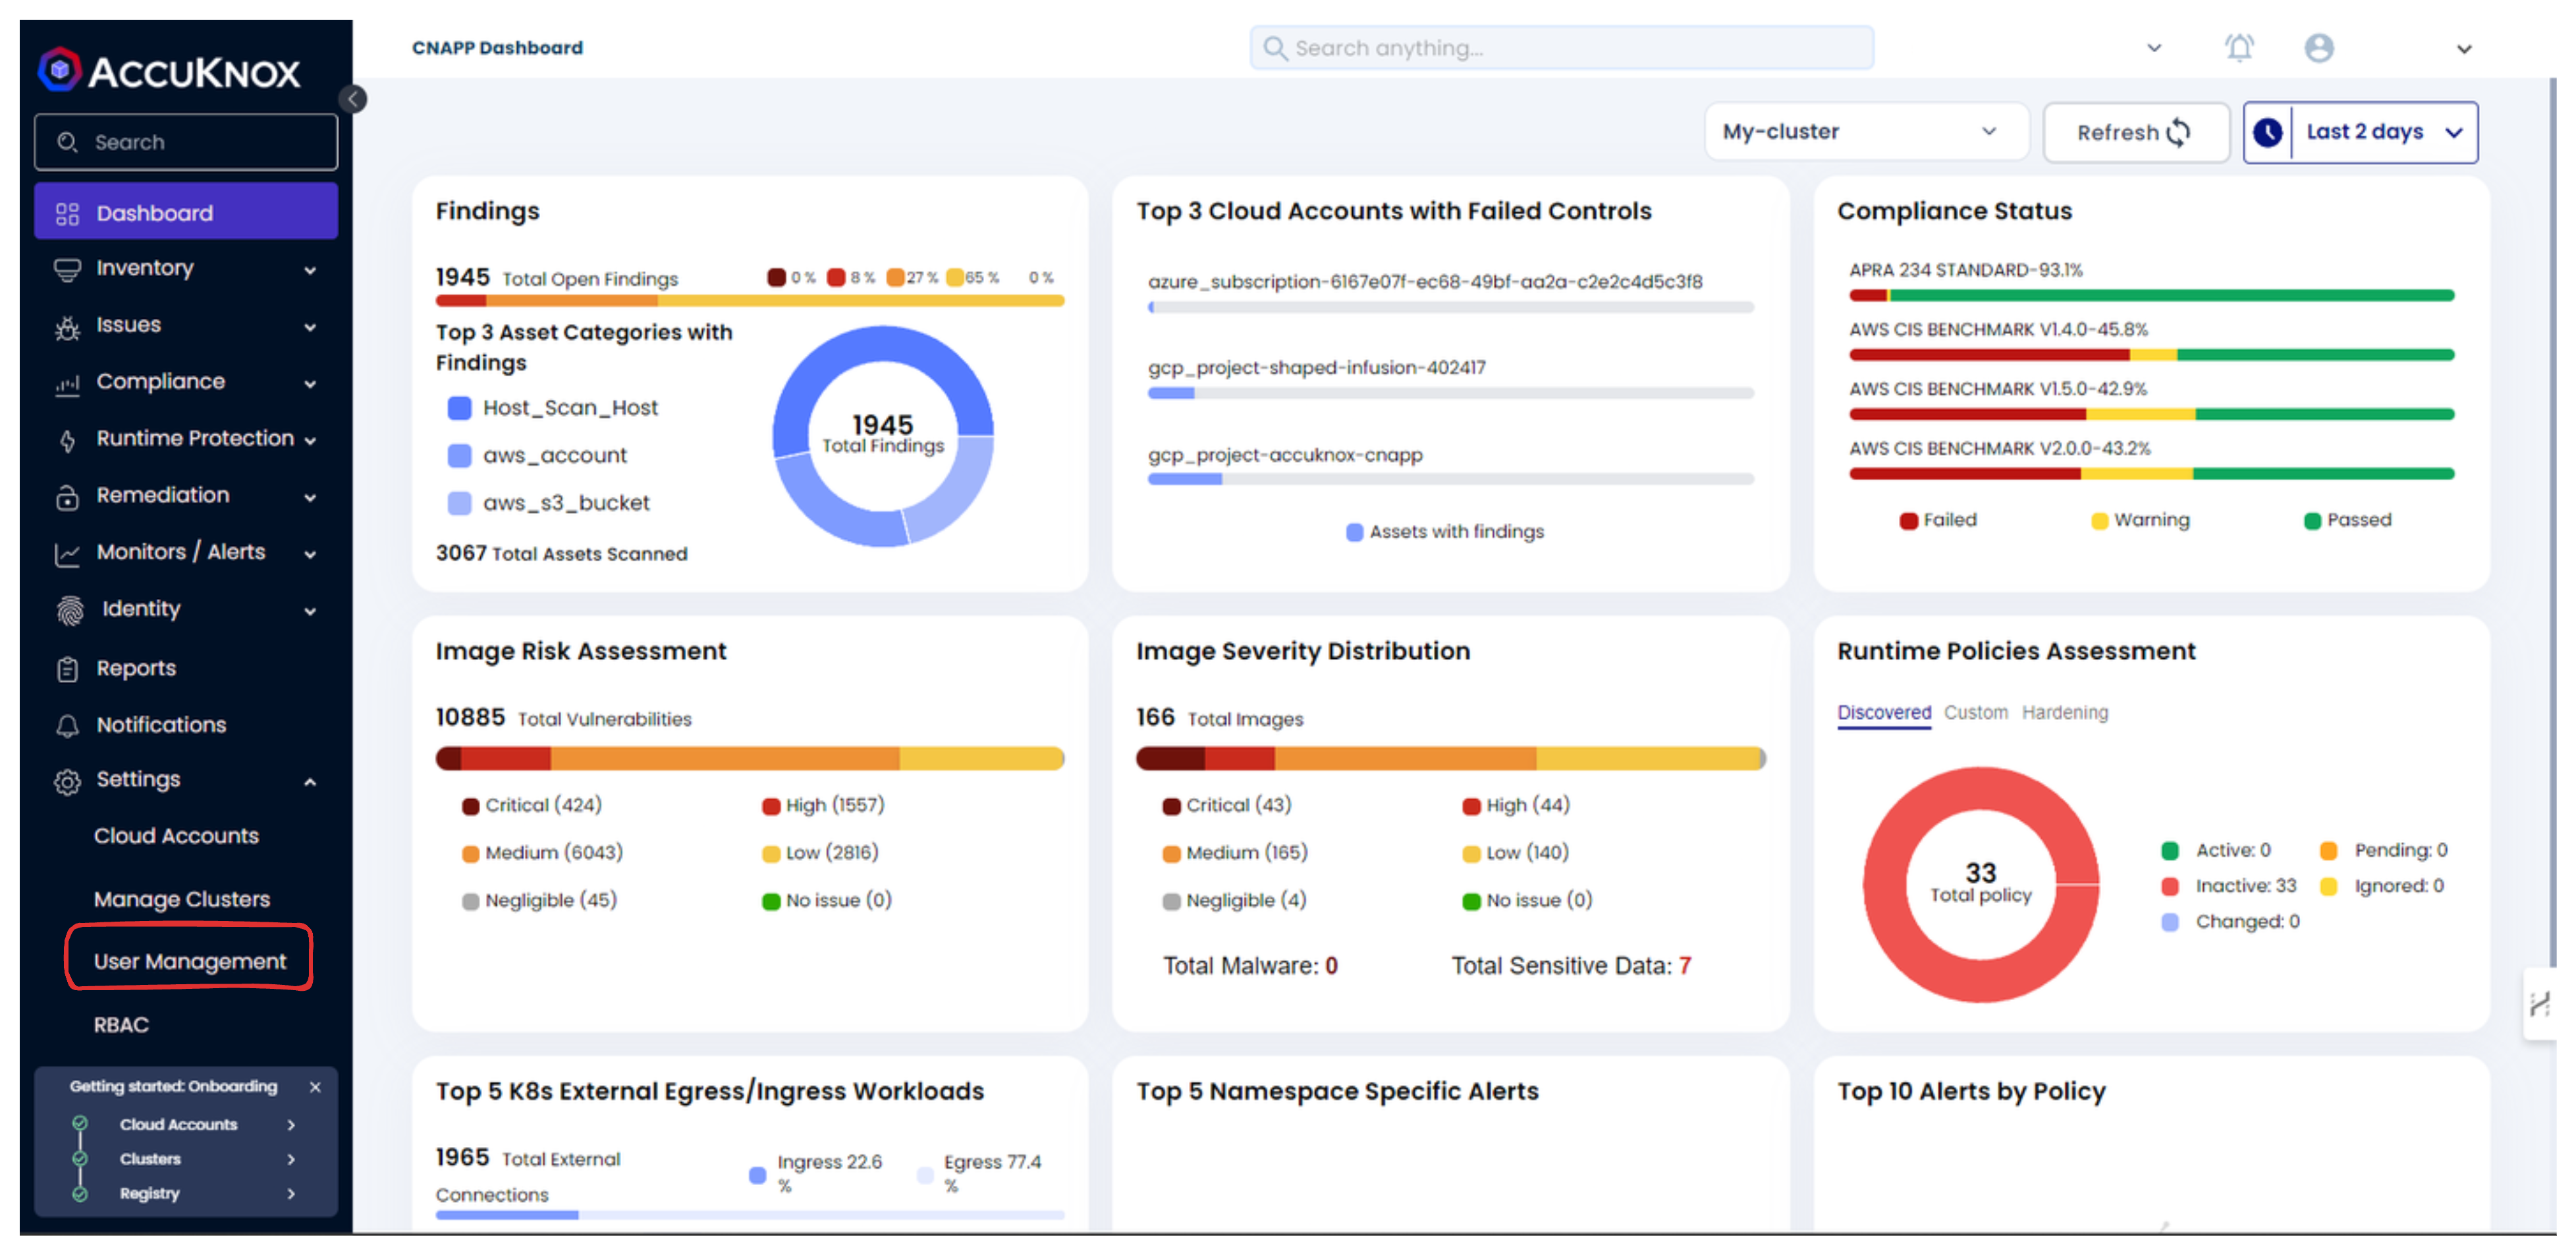 ACCUKNOX
Search
Dashboard
Inventory
Issues
Compliance
Runtime Protection
Remediation
Monitors / Alerts
Identity
Reports
Notifications
Settings
Cloud Accounts
Manage Clusters
User Management
RBAC
Getting started: Onboarding
Cloud Accounts
Clusters
Registry
CNAPP Dashboard
Search anything...
My-cluster
Refresh
Last 2 days
Findings
1945 Total Open Findings
0 % 8 % 27 % 65 % 0 %
Top 3 Asset Categories with
Findings
Host_Scan_Host
aws_account
aws_s3_bucket
1945
Total Findings
3067 Total Assets Scanned
Top 3 Cloud Accounts with Failed Controls
azure_subscription-6167e07f-ec68-49bf-aa2a-c2e2c4d5c3f8
gcp_project-shaped-infusion-402417
gcp_project-accuknox-cnapp
Assets with findings
Compliance Status
APRA 234 STANDARD-93.1%
AWS CIS BENCHMARK V1.4.0-45.8%
AWS CIS BENCHMARK V1.5.0-42.9%
AWS CIS BENCHMARK V2.0.0-43.2%
Failed Warning Passed
Image Risk Assessment
10885 Total Vulnerabilities
Critical (424) High (1557)
Medium (6043) Low (2816)
Negligible (45) No issue (0)
Image Severity Distribution
166 Total Images
Critical (43) High (44)
Medium (165) Low (140)
Negligible (4) No issue (0)
Total Malware: 0 Total Sensitive Data: 7
Runtime Policies Assessment
Discovered Custom Hardening
33
Total policy
Active: 0 Pending: 0
Inactive: 33 Ignored: 0
Changed: 0
Top 5 K8s External Egress/Ingress Workloads
1965 Total External
Connections
Ingress 22.6
%
Egress 77.4
%
Top 5 Namespace Specific Alerts
Top 10 Alerts by Policy